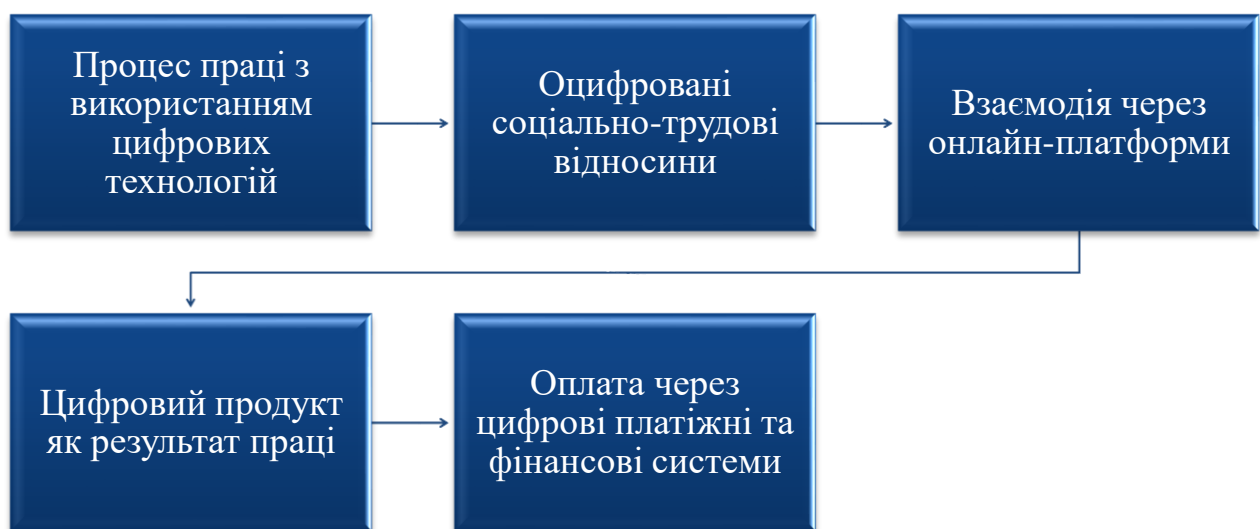 Процес праці з
використанням
цифрових
технологій
Оцифровані
соціально-трудові
відносини
Взаємодія через
онлайн-платформи
Цифровий продукт
як результат праці
Оплата через
цифрові платіжні та
фінансові системи